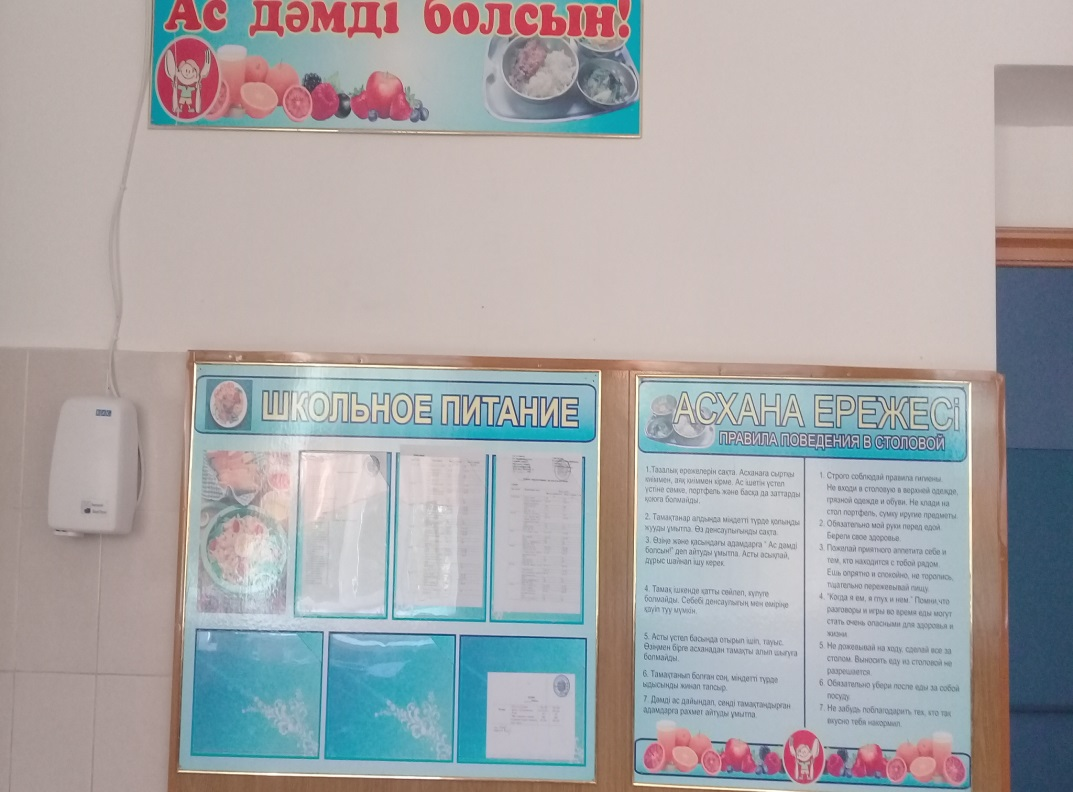 Ас дәмді болсын!
ШКОЛЬНОЕ ПИТАНИЕ
АСХАНА ЕРЕЖЕСі
ПРАВИЛА ПОВЕДЕНИЯ В СТОЛОВОЙ
1.Тазалық ережелерін сақта. Асханаға сыртқы
киіммен, аяқ киіммен кірме. Ас ішетін үстел
үстіне сөмке, портфель және басқа да заттарды
қоюға болмайды.
2. Тамақтанар алдында міндетті түрде қолыңды
жууды ұмытпа. Өз денсаулығыңды сақта.
3. Өзіңе және қасыңдағы адамдарға " Ас дәмді
болсын!" деп айтуды ұмытпа. Асты асықпай,
дұрыс шайнап ішу керек.
4. Тамақ ішкенде қатты сөйлеп, күлуге
болмайды. Себебі денсаулығың мен өміріңе
қауіп туу мүмкін.
5. Асты үстел басында отырып ішіп, тауыс.
Өзіңмен бірге асханадан тамақты алып шығуға
болмайды.
6. Тамақтанып болған соң, міндетті түрде
ыдысыңды жинап тапсыр.
7. Дәмді ас дайындап, сені тамақтандырған
адамдарға рахмет айтуды ұмытпа.
1. Строго соблюдай правила гигиены.
Не входи в столовую в верхней одежде,
грязной одежде и обуви. Не клади на
стол портфель, сумку крупие предметы.
2. Обязательно мой руки перед едой.
Береги свое здоровье.
3. Пожелай приятного аппетита себе и
тем, кто находится с тобой рядом.
Ешь опрятно и спокойно, не торопись,
тщательно пережевывай пищу.
4. "Когда я ем, я глух и нем." Помни,что
разговоры и игры во время еды могут
стать очень опасными для здоровья и
жизни.
5. Не дожевывай на ходу, сделай все за
столом. Выносить еду из столовой не
разрешается.
6 Обязательно убери после еды за собой
посуду.
7. Не забудь поблагодарить тех, кто так
вкусно тебя накормил.